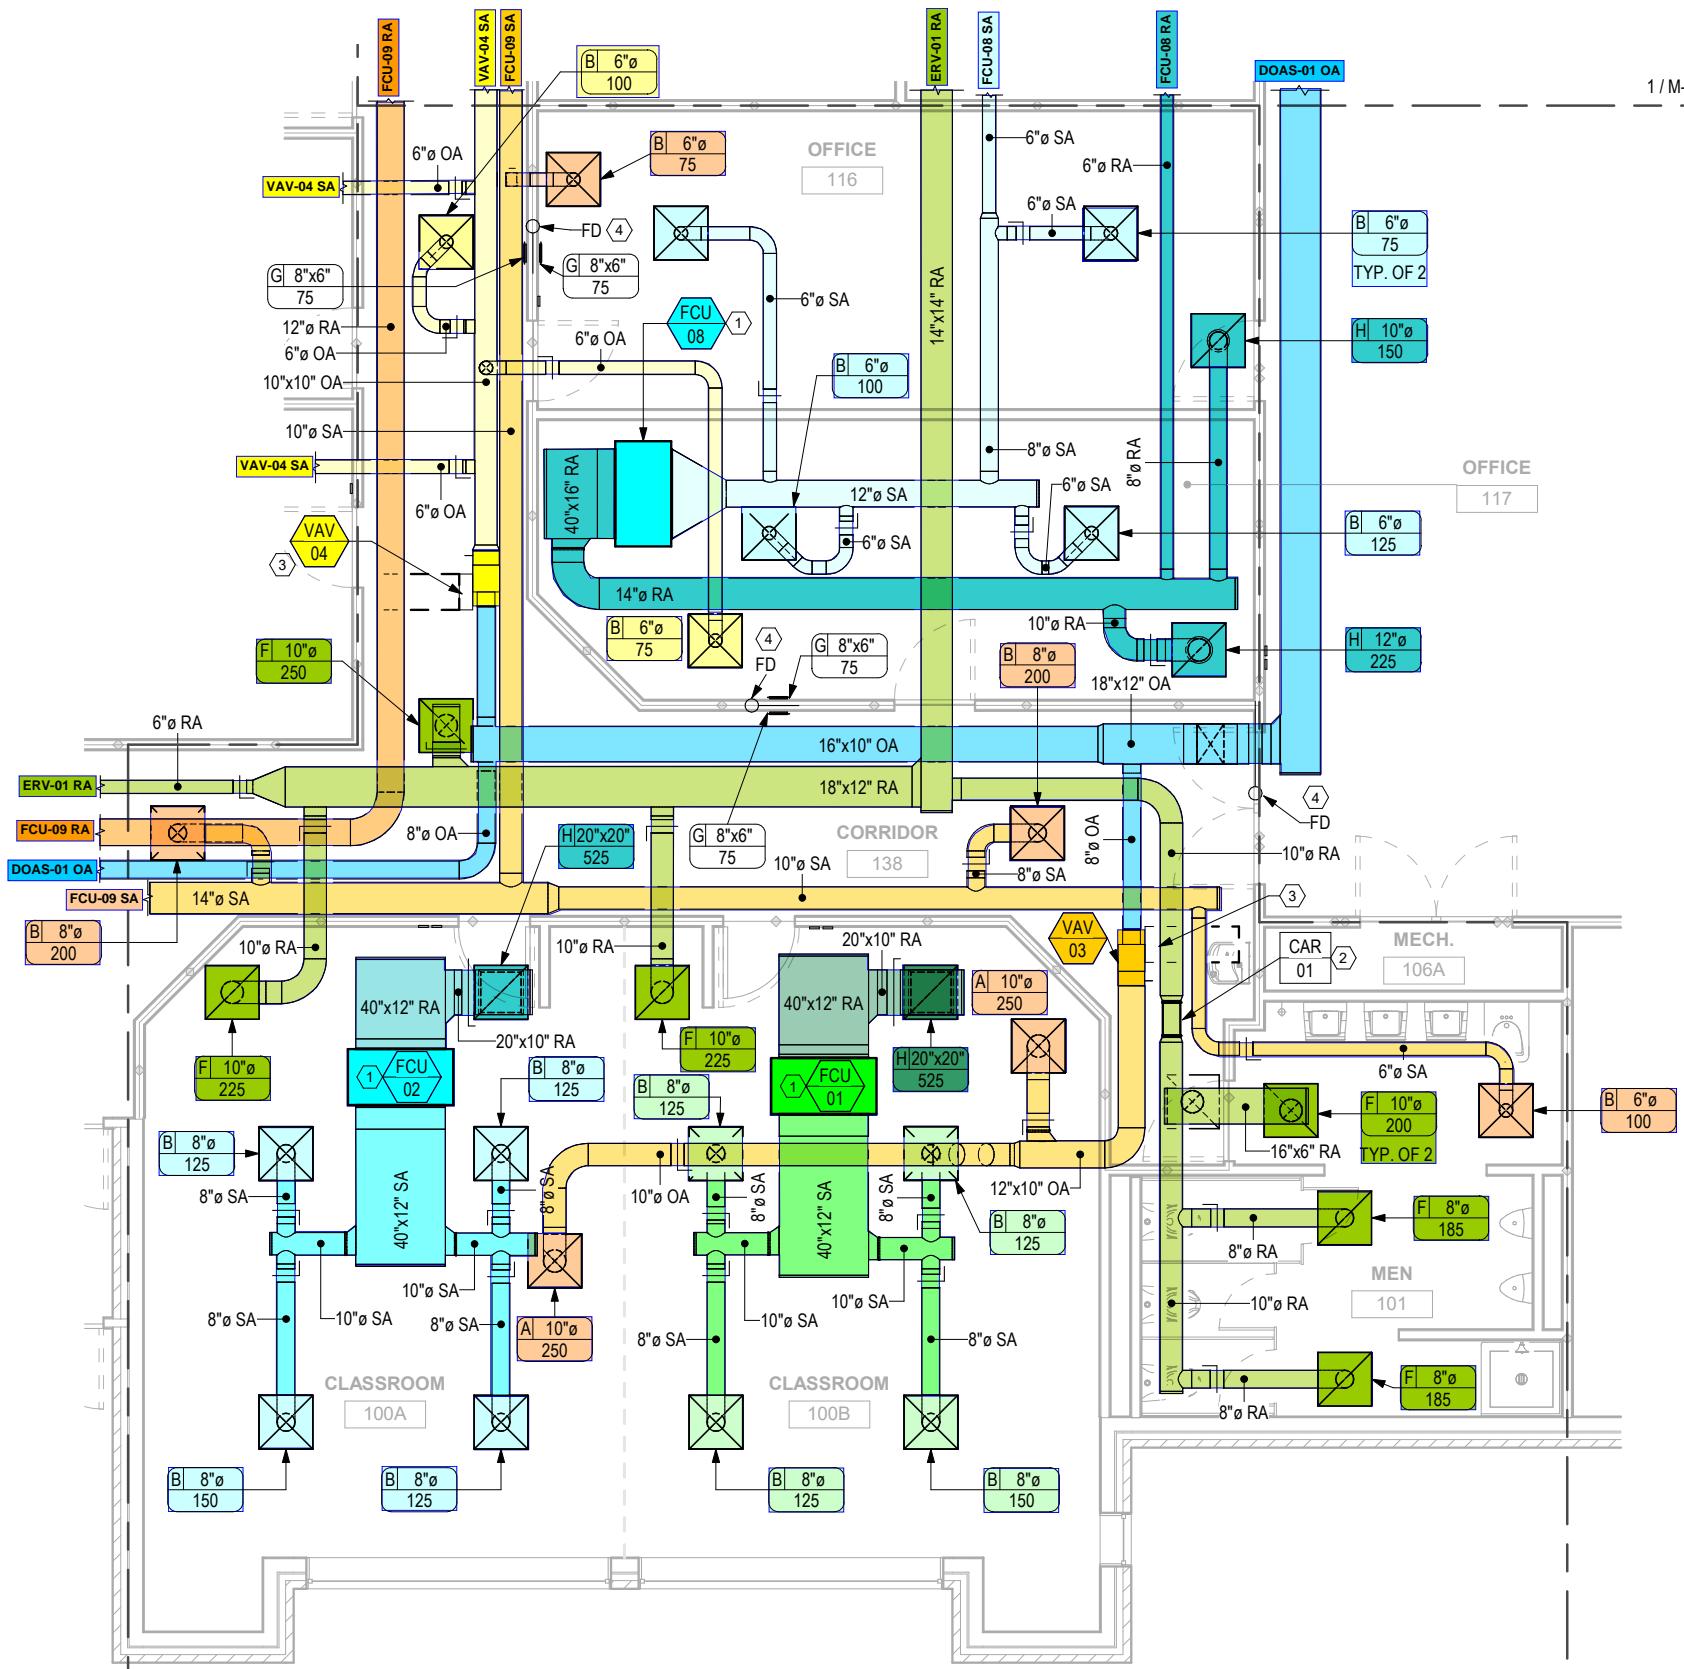 FCU-09 RA
VAV-04 SA
FCU-09 SA
ERV-01 RA
FCU-08 SA
FCU-08 RA
DOAS-01 OA
1 / M-
B 6"ø
100
B 6"ø
75
6"ø OA
VAV-04 SA
OFFICE
116
6"ø SA
6"ø RA
6"ø SA
B 6"ø
75
TYP. OF 2
FD 4
G 8"x6"
75
G 8"x6"
75
14"x14" RA
6"ø SA
FCU
08
1
12"ø RA
6"ø OA
6"ø OA
10"x10" OA
H 10"ø
150
B 6"ø
100
10"ø SA
VAV-04 SA
6"ø OA
40"x16" RA
8"ø SA
8"ø RA
OFFICE
117
12"ø SA
6"ø SA
6"ø SA
B 6"ø
125
VAV
04
3
14"ø RA
B 6"ø
75
4
FD
G 8"x6"
75
10"ø RA
B 8"ø
200
H 12"ø
225
F 10"ø
250
18"x12" OA
6"ø RA
16"x10" OA
ERV-01 RA
18"x12" RA
4
FD
FCU-09 RA
8"ø OA
H 20"x20"
525
G 8"x6"
75
CORRIDOR
138
8"ø OA
10"ø RA
DOAS-01 OA
FCU-09 SA
14"ø SA
10"ø SA
8"ø SA
3
B 8"ø
200
10"ø RA
10"ø RA
20"x10" RA
VAV
03
CAR
01
2
MECH.
106A
A 10"ø
250
40"x12" RA
40"x12" RA
20"x10" RA
F 10"ø
225
F 10"ø
225
H 20"x20"
525
1
FCU
02
B 8"ø
125
B 8"ø
125
1
FCU
01
6"ø SA
B 6"ø
100
B 8"ø
125
F 10"ø
200
TYP. OF 2
16"x6" RA
8"ø SA
8"ø SA
8"ø SA
10"ø OA
8"ø SA
8"ø SA
12"x10" OA
40"x12" SA
40"x12" SA
B 8"ø
125
F 8"ø
185
8"ø RA
10"ø SA
10"ø SA
MEN
101
10"ø RA
8"ø SA
10"ø SA
8"ø SA
A 10"ø
250
8"ø SA
10"ø SA
8"ø SA
CLASSROOM
100A
CLASSROOM
100B
F 8"ø
185
8"ø RA
B 8"ø
150
B 8"ø
125
B 8"ø
125
B 8"ø
150